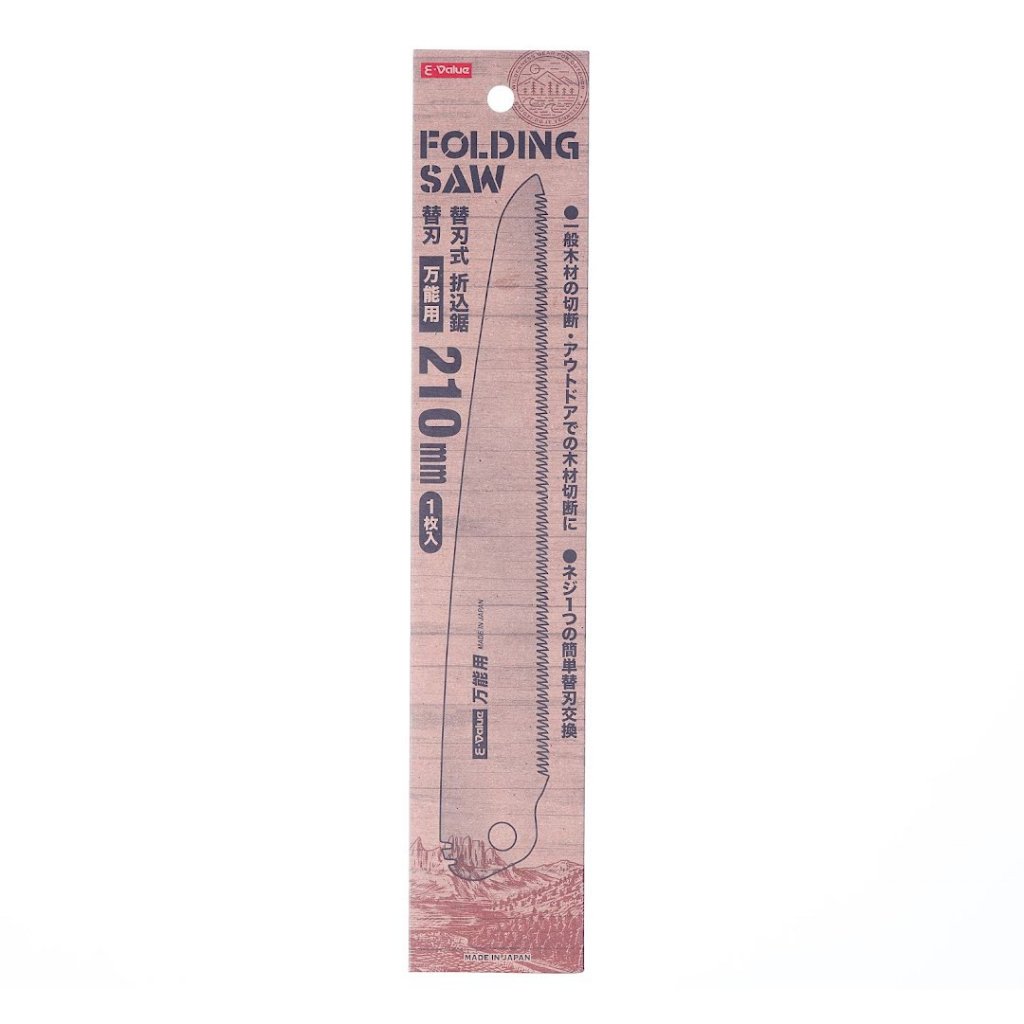 E-Value
FOLDING
SAW
替刃式 折込鋸
替刃 万能用 210mm 1枚入
●一般木材の切断・アウトドアでの木材切断に
●ネジ1つの簡単替刃交換
E-Value 万能用 MADE IN JAPAN
MADE IN JAPAN